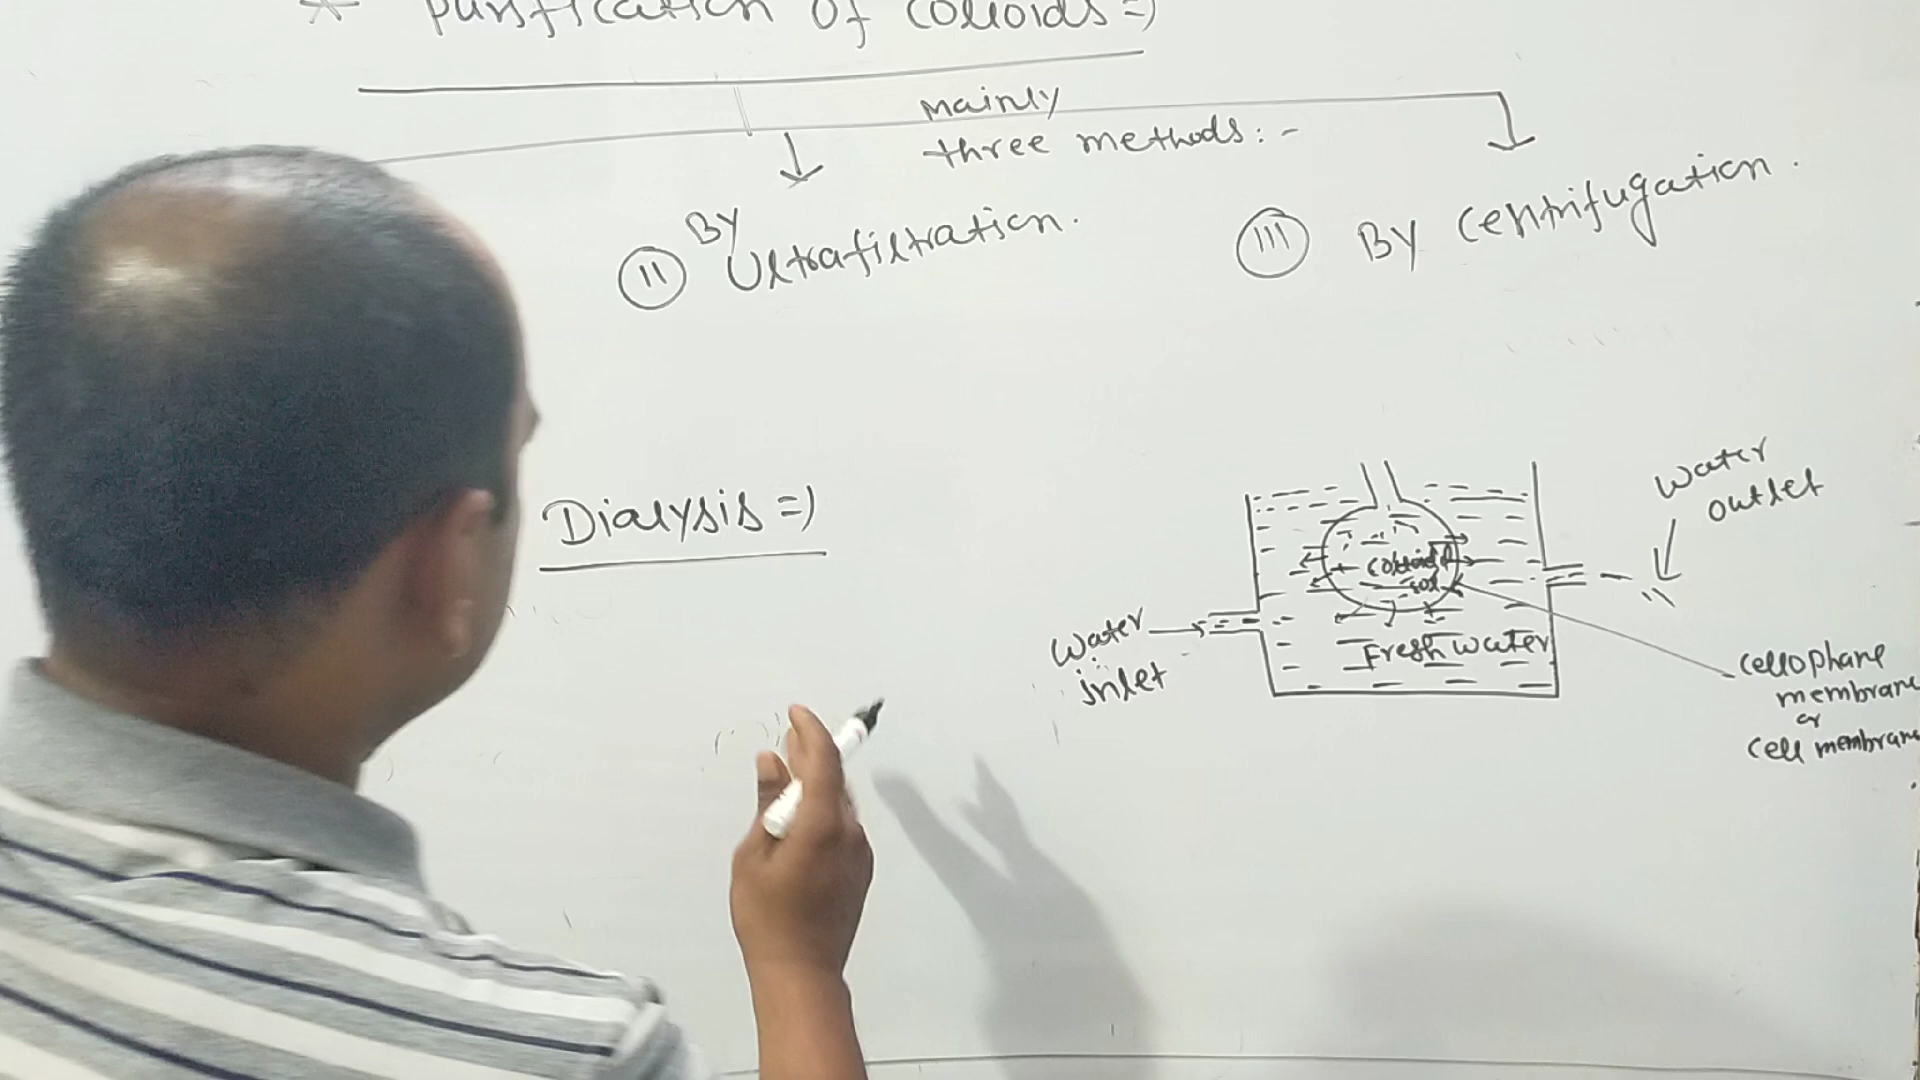 * Purification of Colloids =>
Mainly
three methods: -
II By Ultrafiltration.
III By Centrifugation.
Dialysis =>
Water outlet
Colloidal sol
Water inlet
Fresh Water
Cellophane
membrane
or
Cell membrane